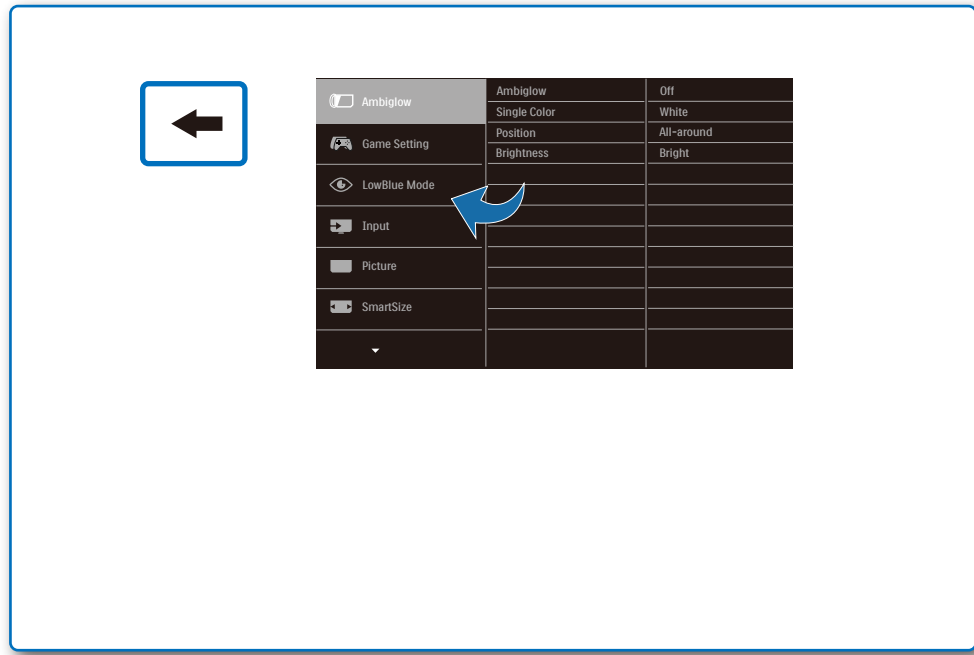 Ambiglow
Game Setting
LowBlue Mode
Input
Picture
SmartSize
Ambiglow Off
Single Color White
Position All-around
Brightness Bright